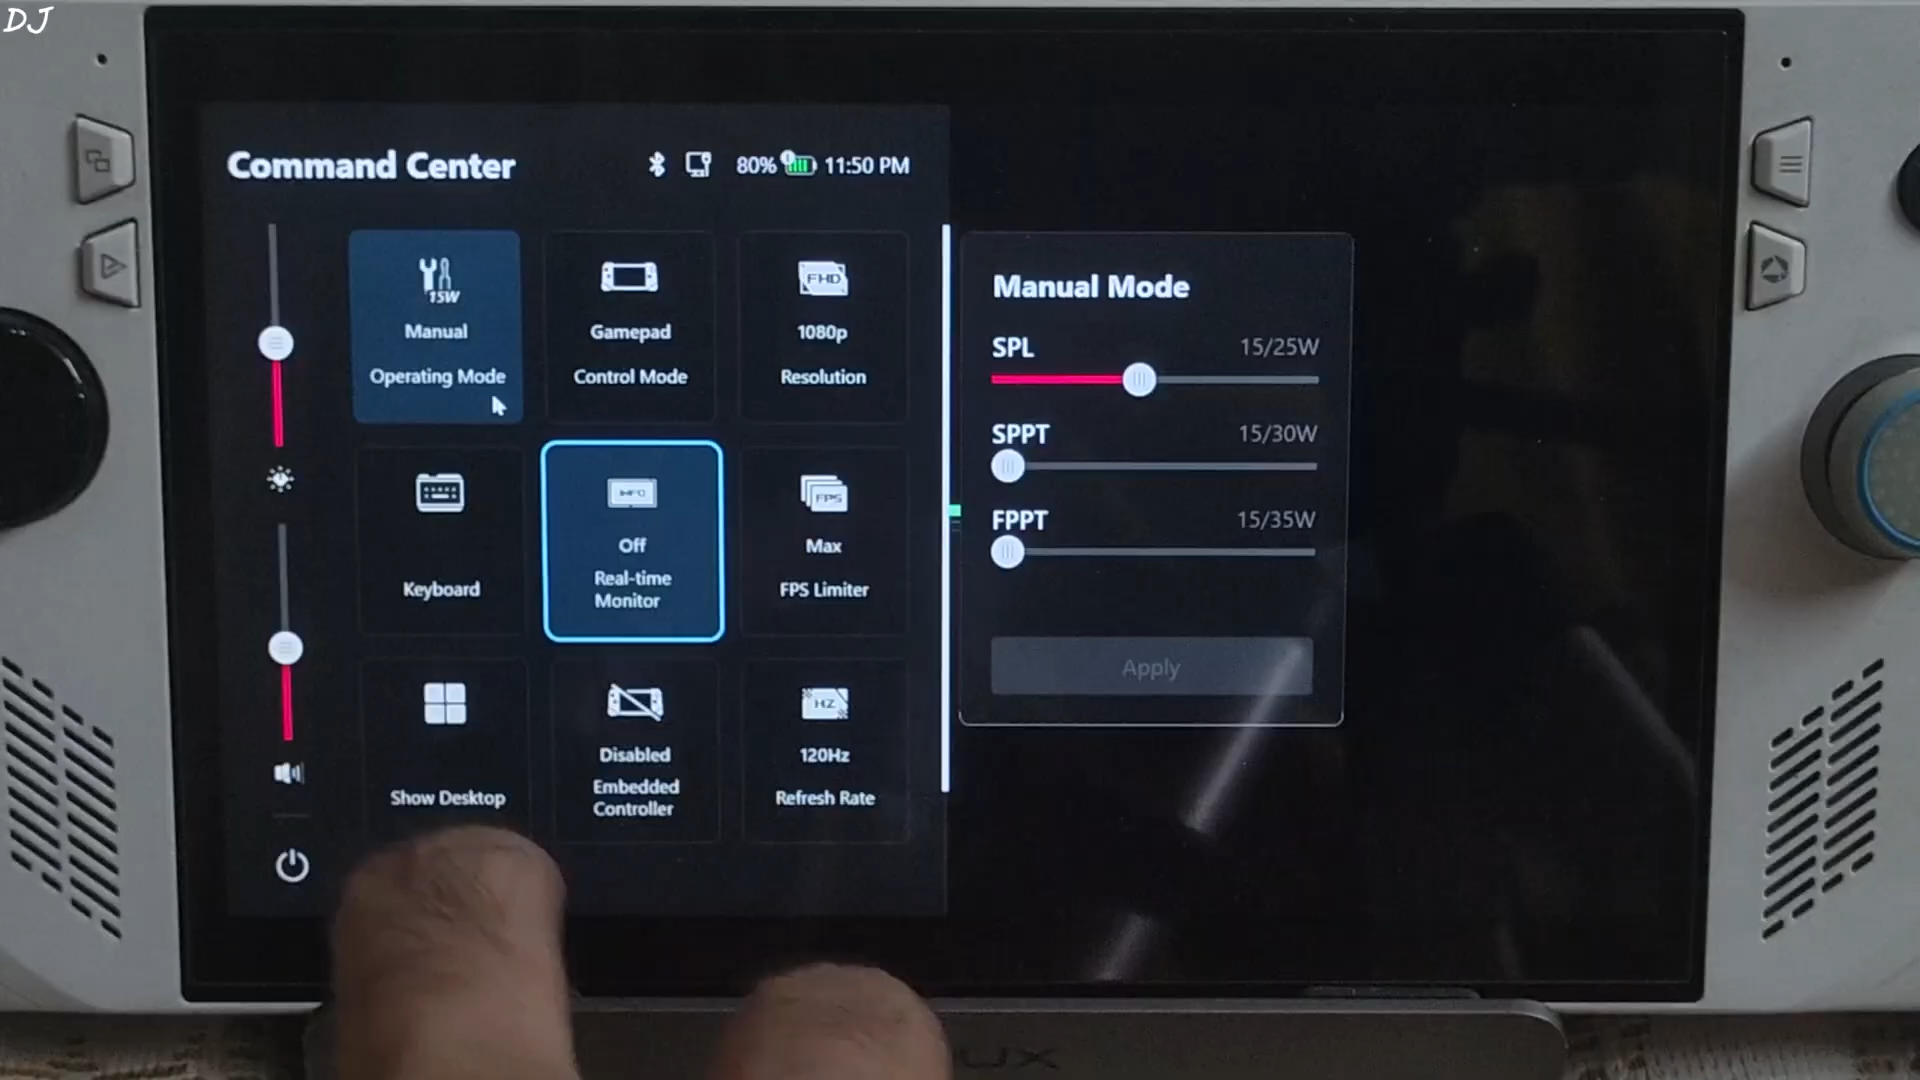 DJ
Command Center
80% 11:50 PM
15W
Manual
Operating Mode
Gamepad
Control Mode
FHD
1080p
Resolution
Keyboard
INFO
Off
Real-time
Monitor
FPS
Max
FPS Limiter
Show Desktop
Disabled
Embedded
Controller
HZ
120Hz
Refresh Rate
Manual Mode
SPL 15/25W
SPPT 15/30W
FPPT 15/35W
Apply
UX